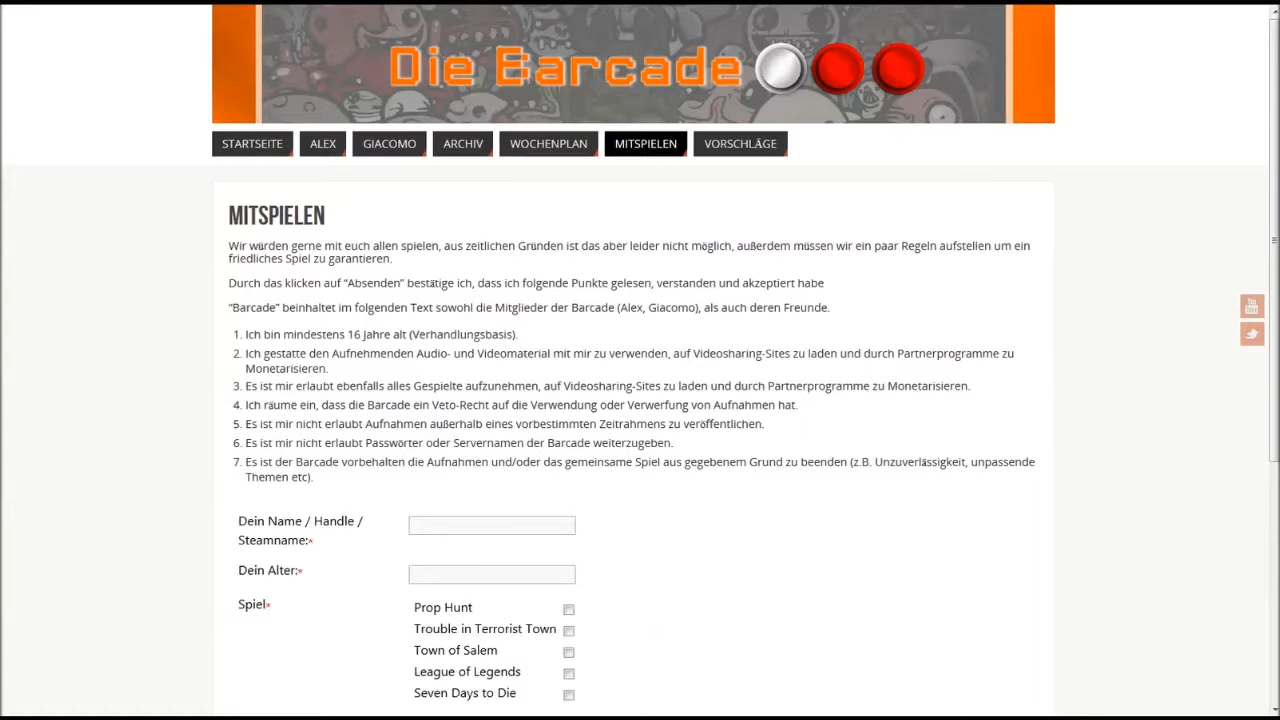 Die Barcade
STARTSEITE
ALEX
GIACOMO
ARCHIV
WOCHENPLAN
MITSPIELEN
VORSCHLÄGE
MITSPIELEN
Wir würden gerne mit euch allen spielen, aus zeitlichen Gründen ist das aber leider nicht möglich, außerdem müssen wir ein paar Regeln aufstellen um ein
friedliches Spiel zu garantieren.
Durch das klicken auf “Absenden” bestätige ich, dass ich folgende Punkte gelesen, verstanden und akzeptiert habe
“Barcade” beinhaltet im folgenden Text sowohl die Mitglieder der Barcade (Alex, Giacomo), als auch deren Freunde.
1. Ich bin mindestens 16 Jahre alt (Verhandlungsbasis).
2. Ich gestatte den Aufnehmenden Audio- und Videomaterial mit mir zu verwenden, auf Videosharing-Sites zu laden und durch Partnerprogramme zu
Monetarisieren.
3. Es ist mir erlaubt ebenfalls alles Gespielte aufzunehmen, auf Videosharing-Sites zu laden und durch Partnerprogramme zu Monetarisieren.
4. Ich räume ein, dass die Barcade ein Veto-Recht auf die Verwendung oder Verwerfung von Aufnahmen hat.
5. Es ist mir nicht erlaubt Aufnahmen außerhalb eines vorbestimmten Zeitrahmens zu veröffentlichen.
6. Es ist mir nicht erlaubt Passwörter oder Servernamen der Barcade weiterzugeben.
7. Es ist der Barcade vorbehalten die Aufnahmen und/oder das gemeinsame Spiel aus gegebenem Grund zu beenden (z.B. Unzuverlässigkeit, unpassende
Themen etc).
Dein Name / Handle /
Steamname:*
Dein Alter:*
Spiel*
Prop Hunt
Trouble in Terrorist Town
Town of Salem
League of Legends
Seven Days to Die
You
Tube